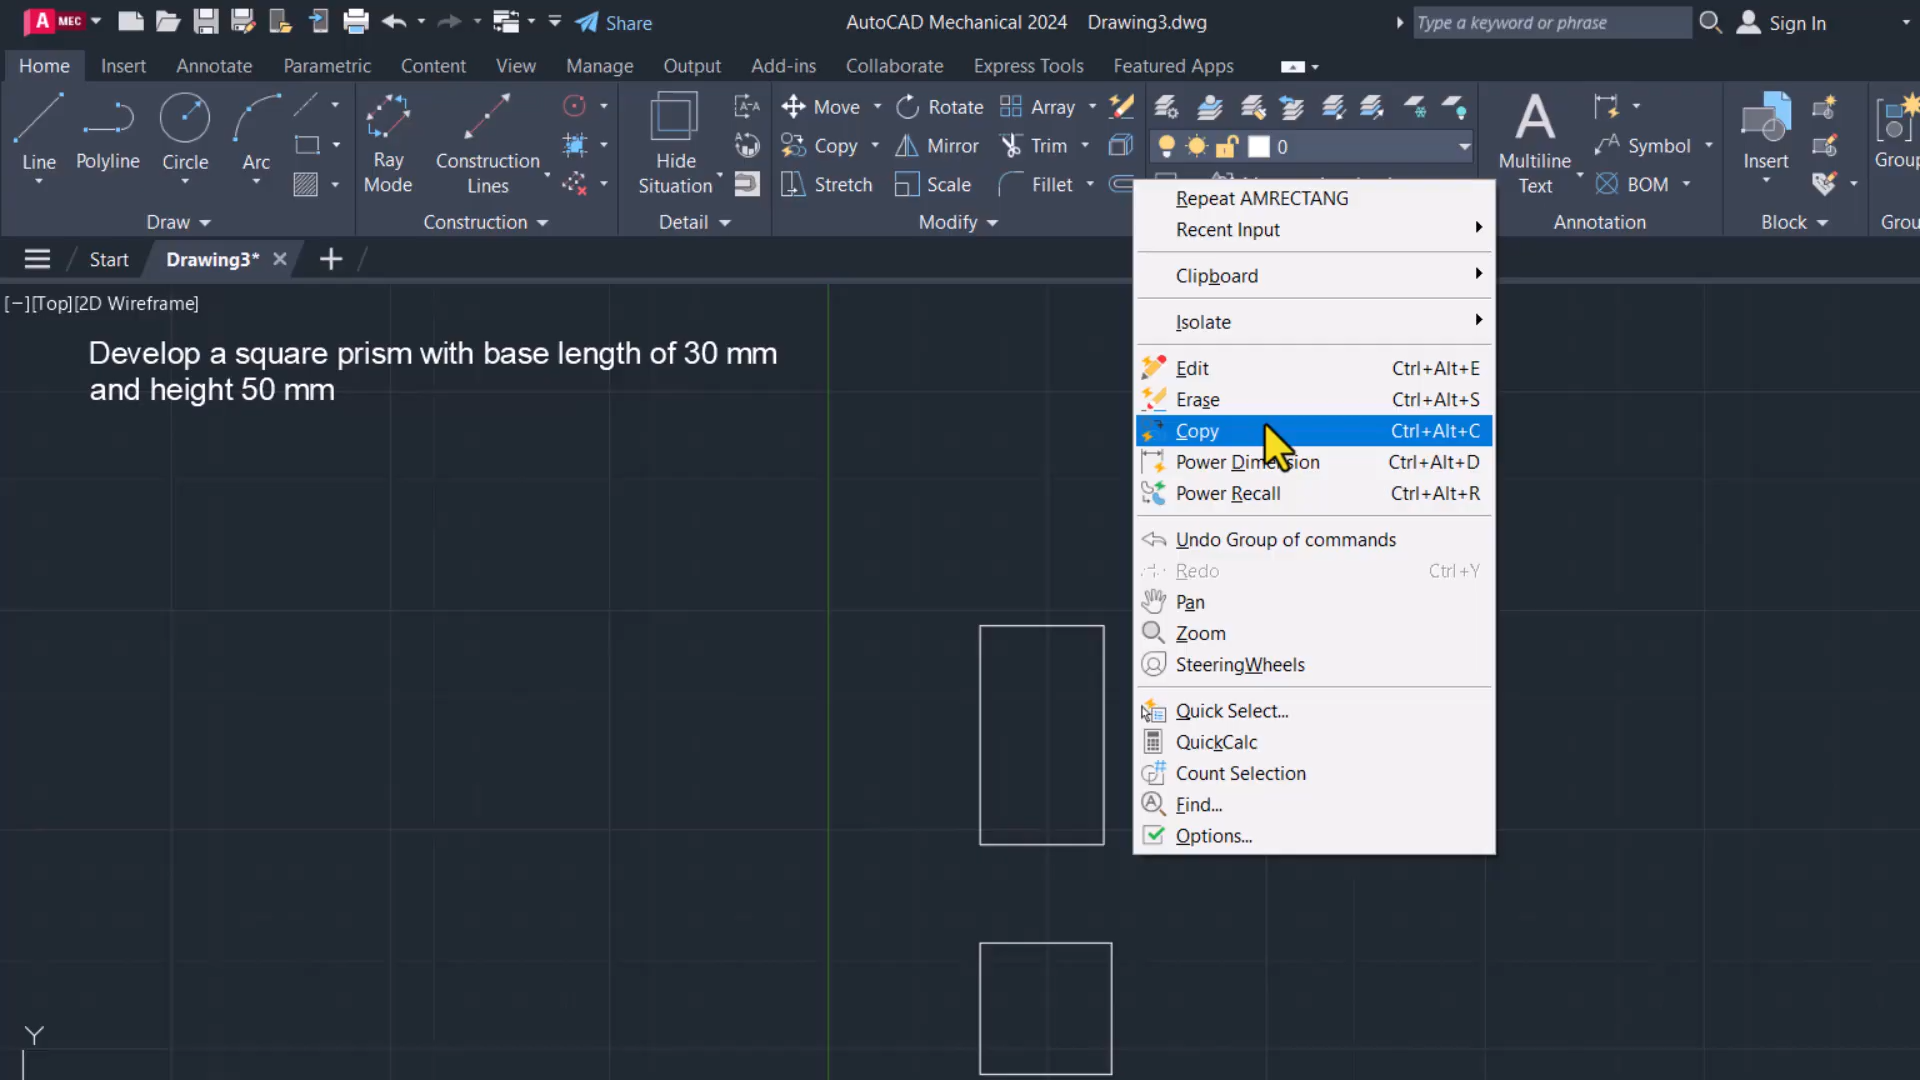 A MEC Share AutoCAD Mechanical 2024 Drawing3.dwg Type a keyword or phrase Sign In
Home Insert Annotate Parametric Content View Manage Output Add-ins Collaborate Express Tools Featured Apps
Line Polyline Circle Arc
Draw
Ray Mode
Construction Lines
Construction
Hide Situation
Detail
Move Rotate Array
Copy Mirror Trim
Stretch Scale Fillet
Modify
0
A
Multiline Text
Symbol
BOM
Annotation
Insert
Block
Group
Grou
Start Drawing3*
[−][Top][2D Wireframe]
Develop a square prism with base length of 30 mm
and height 50 mm
Repeat AMRECTANG
Recent Input
Clipboard
Isolate
Edit Ctrl+Alt+E
Erase Ctrl+Alt+S
Copy Ctrl+Alt+C
Power Dimension Ctrl+Alt+D
Power Recall Ctrl+Alt+R
Undo Group of commands
Redo Ctrl+Y
Pan
Zoom
SteeringWheels
Quick Select...
QuickCalc
Count Selection
Find...
Options...
Y